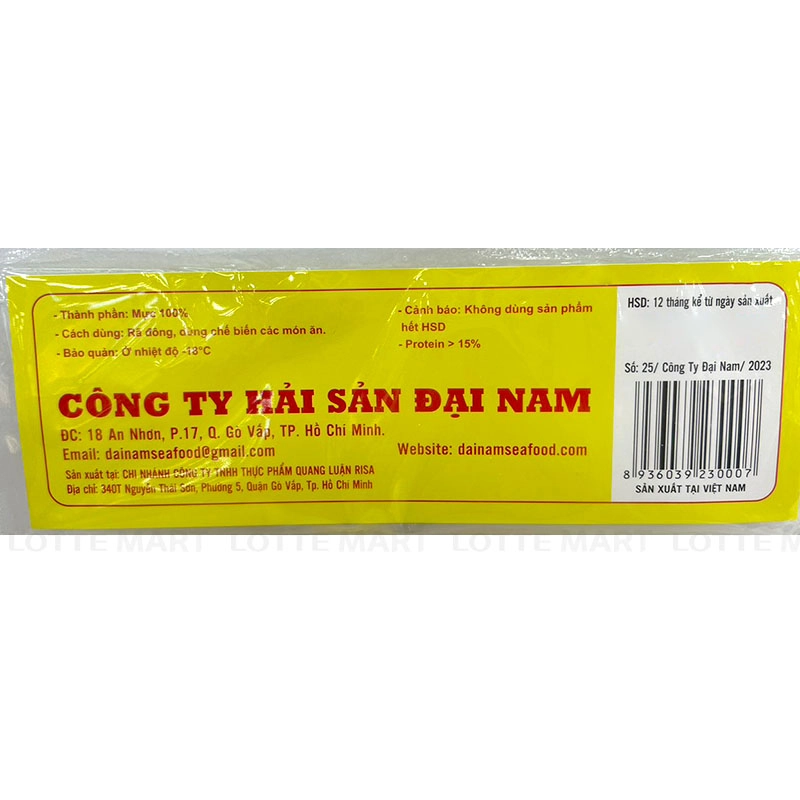 - Thành phần: Mực 100%
- Cách dùng: Rã đông, dùng chế biến các món ăn.
- Bảo quản: Ở nhiệt độ -18°C
- Cảnh báo: Không dùng sản phẩm
hết HSD
- Protein > 15%
CÔNG TY HẢI SẢN ĐẠI NAM
ĐC: 18 An Nhơn, P.17, Q. Gò Vấp, TP. Hồ Chí Minh.
Email: dainamseafood@gmail.com
Website: dainamseafood.com
Sản xuất tại: CHI NHÁNH CÔNG TY TNHH THỰC PHẨM QUANG LUẬN RISA
Địa chỉ: 340T Nguyễn Thái Sơn, Phường 5, Quận Gò Vấp, Tp. Hồ Chí Minh
HSD: 12 tháng kể từ ngày sản xuất
Số: 25/ Công Ty Đại Nam/ 2023
8 936039 230007
SẢN XUẤT TẠI VIỆT NAM
LOTTE MART LOTTE MART LOTTE MART LOTTE MA